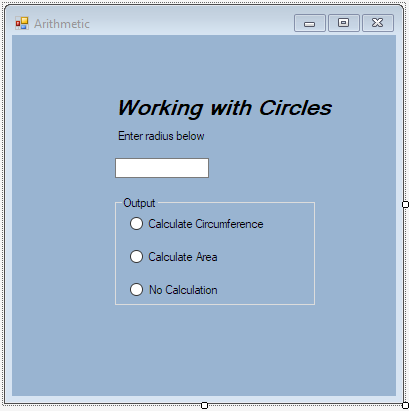 Arithmetic
Working with Circles
Enter radius below
Output
Calculate Circumference
Calculate Area
No Calculation